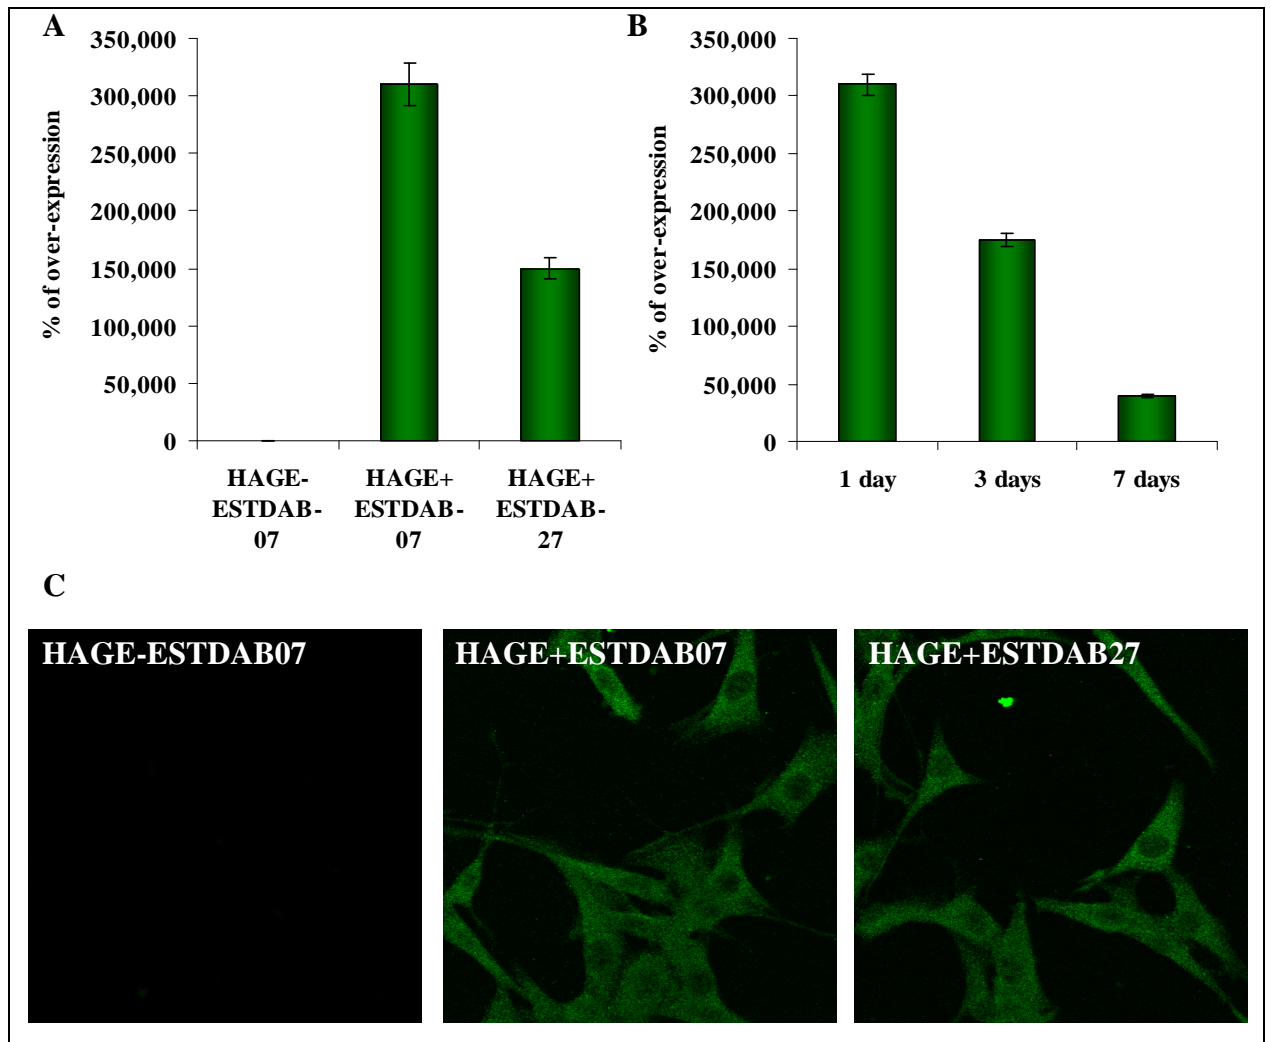 A
% of over-expression
350,000
300,000
250,000
200,000
150,000
100,000
50,000
0
HAGE-
ESTDAB-
07
HAGE+
ESTDAB-
07
HAGE+
ESTDAB-
27
B
% of over-expression
350,000
300,000
250,000
200,000
150,000
100,000
50,000
0
1 day
3 days
7 days
C
HAGE-ESTDAB07
HAGE+ESTDAB07
HAGE+ESTDAB27